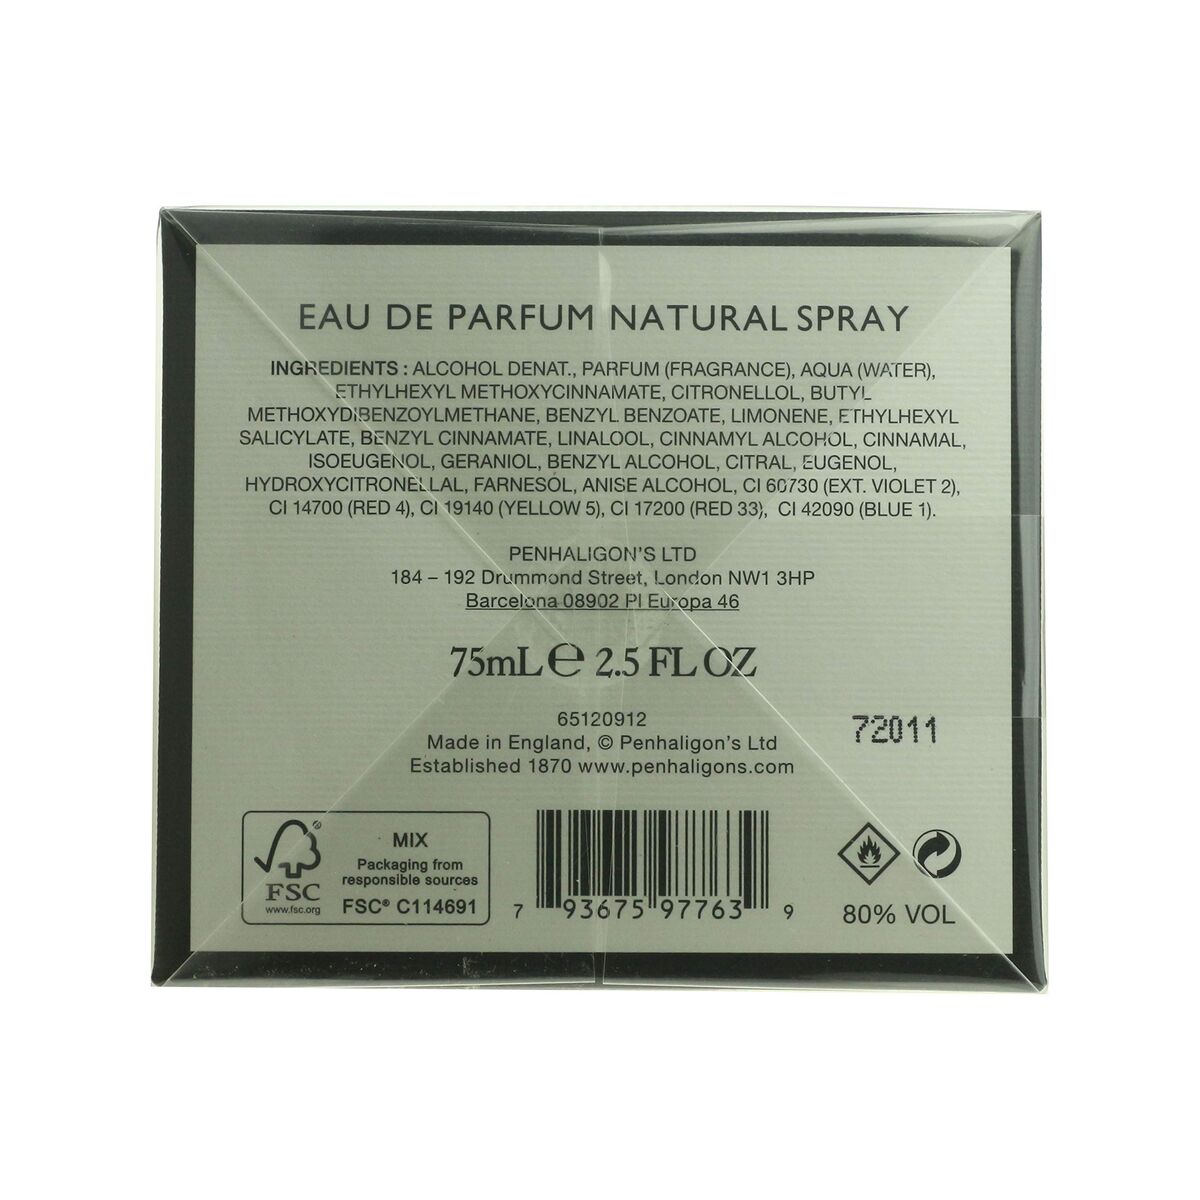 EAU DE PARFUM NATURAL SPRAY
INGREDIENTS : ALCOHOL DENAT., PARFUM (FRAGRANCE), AQUA (WATER),
ETHYLHEXYL METHOXYCINNAMATE, CITRONELLOL, BUTYL
METHOXYDIBENZOYLMETHANE, BENZYL BENZOATE, LIMONENE, ETHYLHEXYL
SALICYLATE, BENZYL CINNAMATE, LINALOOL, CINNAMYL ALCOHOL, CINNAMAL,
ISOEUGENOL, GERANIOL, BENZYL ALCOHOL, CITRAL, EUGENOL,
HYDROXYCITRONELLAL, FARNESOL, ANISE ALCOHOL, CI 60730 (EXT. VIOLET 2),
CI 14700 (RED 4), CI 19140 (YELLOW 5), CI 17200 (RED 33), CI 42090 (BLUE 1).
PENHALIGON'S LTD
184 – 192 Drummond Street, London NW1 3HP
Barcelona 08902 Pl Europa 46
75mL e 2.5 FL OZ
65120912
Made in England, © Penhaligon's Ltd
Established 1870 www.penhaligons.com
72011
FSC®
www.fsc.org
MIX
Packaging from
responsible sources
FSC® C114691
7 93675 97763 9
80% VOL